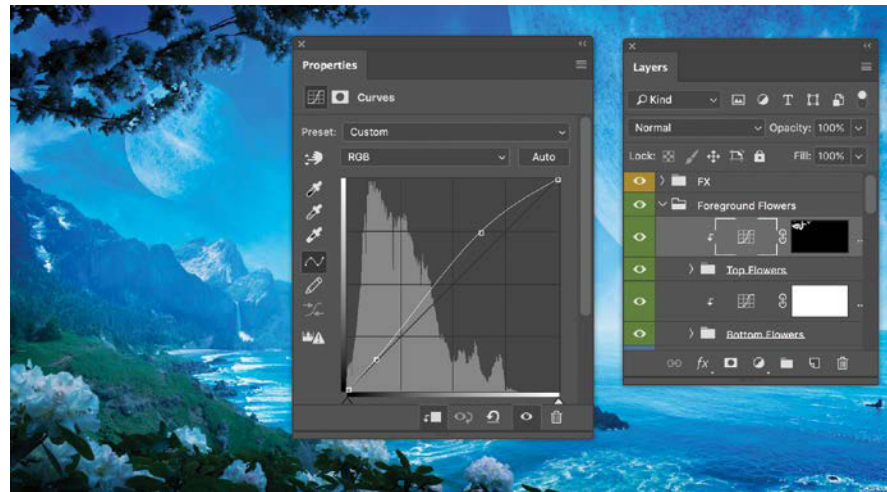 Properties
Curves
Preset: Custom
RGB Auto
Layers
Kind T
Normal Opacity: 100%
Lock: Fill: 100%
FX
Foreground Flowers
..
Top Flowers
..
Bottom Flowers
fx